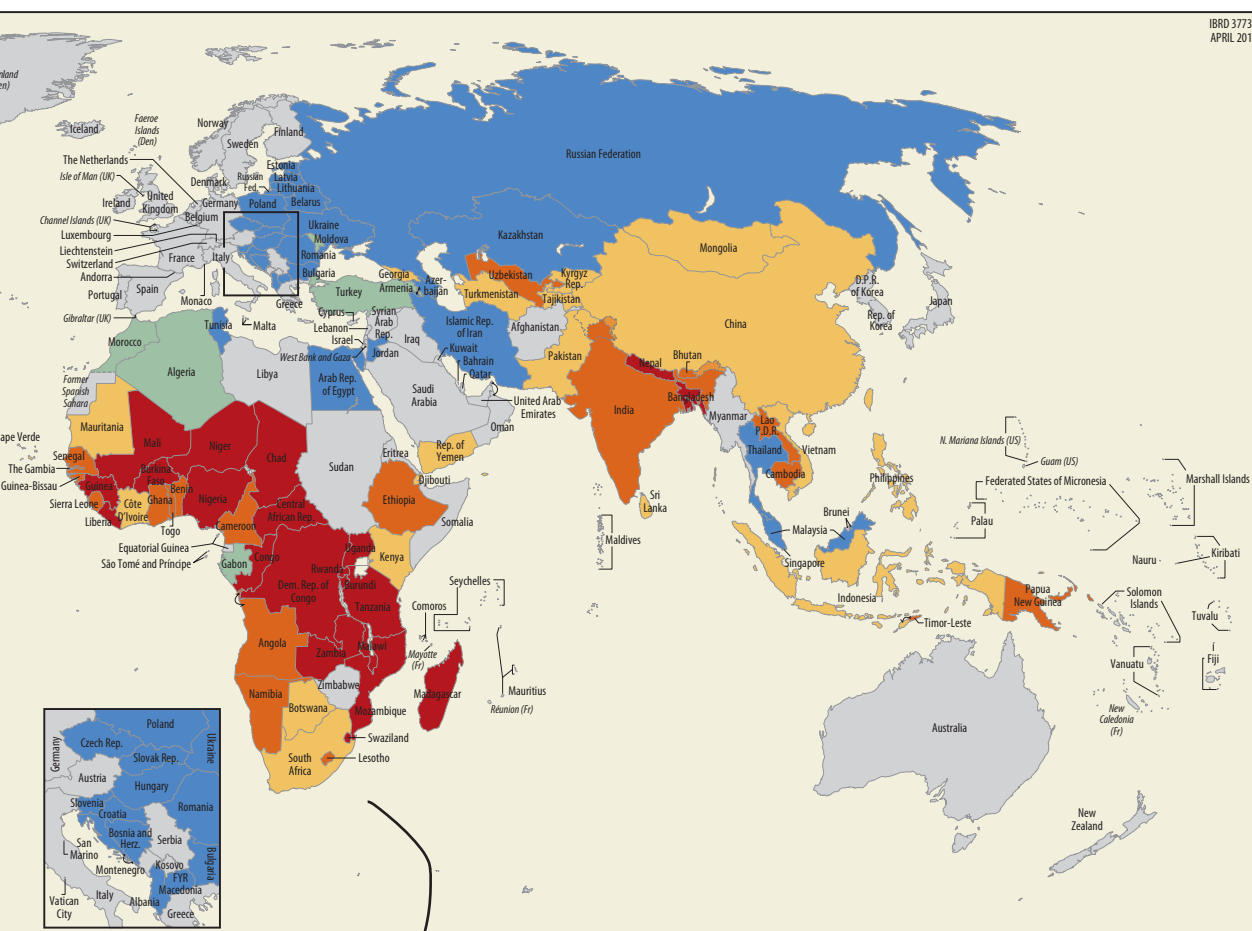 IBRD 3773
APRIL 201
nland
en)
Iceland
Faeroe
Islands
(Den)
Norway
Sweden
Finland
Russian Federation
The Netherlands
Isle of Man (UK)
Denmark
Estonia
Russian
Fed.
Latvia
Lithuania
Ireland
United
Kingdom
Germany
Poland
Belarus
Channel Islands (UK)
Belgium
Luxembourg
Ukraine
Moldova
Liechtenstein
Switzerland
France
Italy
Romania
Andorra
Bulgaria
Portugal
Spain
Monaco
Greece
Gibraltar (UK)
Kazakhstan
Mongolia
Georgia
Armenia
Azer-
baijan
Uzbekistan
Kyrgyz
Rep.
Turkmenistan
Tajikistan
Turkey
Cyprus
Syrian
Arab
Rep.
Lebanon
Israel
West Bank and Gaza
Jordan
Iraq
Islamic Rep.
of Iran
Afghanistan
China
D.P.R.
of Korea
Rep. of
Korea
Japan
Tunisia
Malta
Morocco
Algeria
Libya
Arab Rep.
of Egypt
Kuwait
Bahrain
Qatar
Saudi
Arabia
United Arab
Emirates
Oman
Pakistan
Nepal
Bhutan
India
Bangladesh
Myanmar
Former
Spanish
Sahara
Mauritania
Mali
Niger
Chad
Sudan
Eritrea
Rep. of
Yemen
Djibouti
ape Verde
Senegal
The Gambia
Guinea-Bissau
Guinea
Sierra Leone
Liberia
Burkina
Faso
Côte
D'Ivoire
Ghana
Benin
Togo
Nigeria
Cameroon
Central
African Rep.
Ethiopia
Somalia
Lao
P.D.R.
Thailand
Vietnam
Cambodia
Philippines
N. Mariana Islands (US)
Guam (US)
Federated States of Micronesia
Marshall Islands
Palau
Sri
Lanka
Maldives
Brunei
Malaysia
Singapore
Indonesia
Nauru
Kiribati
Equatorial Guinea
São Tomé and Príncipe
Gabon
Congo
Dem. Rep. of
Congo
Uganda
Rwanda
Burundi
Kenya
Tanzania
Seychelles
Comoros
Mayotte
(Fr)
Papua
New Guinea
Timor-Leste
Solomon
Islands
Tuvalu
Vanuatu
Fiji
New
Caledonia
(Fr)
Angola
Zambia
Malawi
Zimbabwe
Namibia
Botswana
Mozambique
Madagascar
Mauritius
Réunion (Fr)
Swaziland
Lesotho
South
Africa
Australia
New
Zealand
Germany
Poland
Czech Rep.
Ukraine
Slovak Rep.
Austria
Hungary
Slovenia
Croatia
Romania
Bosnia and
Herz.
Serbia
San
Marino
Montenegro
Kosovo
Bulgaria
FYR
Macedonia
Vatican
City
Italy
Albania
Greece